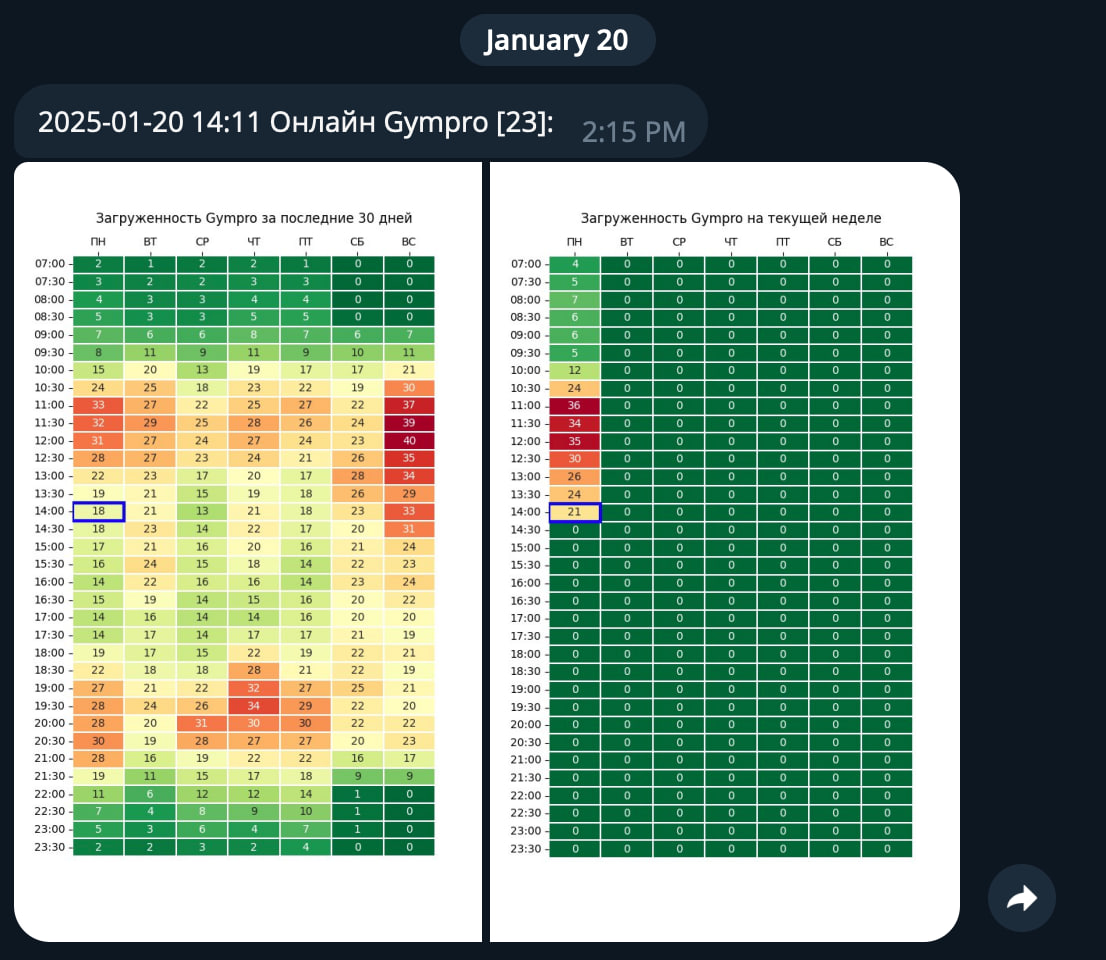 January 20
2025-01-20 14:11 Онлайн Gympro [23]:
2:15 PM
Загруженность Gympro за последние 30 дней
ПН ВТ СР ЧТ ПТ СБ ВС
07:00 2 1 2 2 1 0 0
07:30 3 2 2 3 3 0 0
08:00 4 3 3 4 4 0 0
08:30 5 3 3 5 5 0 0
09:00 7 6 6 8 7 6 7
09:30 8 11 9 11 9 10 11
10:00 15 20 13 19 17 17 21
10:30 24 25 18 23 22 19 30
11:00 33 27 22 25 27 22 37
11:30 32 29 25 28 26 24 39
12:00 31 27 24 27 24 23 40
12:30 28 27 23 24 21 26 35
13:00 22 23 17 20 17 28 34
13:30 19 21 15 19 18 26 29
14:00 18 21 13 21 18 23 33
14:30 18 23 14 22 17 20 31
15:00 17 21 16 20 16 21 24
15:30 16 24 15 18 14 22 23
16:00 14 22 16 16 14 23 24
16:30 15 19 14 15 16 20 22
17:00 14 16 14 14 16 20 20
17:30 14 17 14 17 17 21 19
18:00 19 17 15 22 19 22 21
18:30 22 18 18 28 21 22 19
19:00 27 21 22 32 27 25 21
19:30 28 24 26 34 29 22 20
20:00 28 20 31 30 30 22 22
20:30 30 19 28 27 27 20 23
21:00 28 16 19 22 22 16 17
21:30 19 11 15 17 18 9 9
22:00 11 6 12 12 14 1 0
22:30 7 4 8 9 10 1 0
23:00 5 3 6 4 7 1 0
23:30 2 2 3 2 4 0 0
Загруженность Gympro на текущей неделе
ПН ВТ СР ЧТ ПТ СБ ВС
07:00 4 0 0 0 0 0 0
07:30 5 0 0 0 0 0 0
08:00 7 0 0 0 0 0 0
08:30 6 0 0 0 0 0 0
09:00 6 0 0 0 0 0 0
09:30 5 0 0 0 0 0 0
10:00 12 0 0 0 0 0 0
10:30 24 0 0 0 0 0 0
11:00 36 0 0 0 0 0 0
11:30 34 0 0 0 0 0 0
12:00 35 0 0 0 0 0 0
12:30 30 0 0 0 0 0 0
13:00 26 0 0 0 0 0 0
13:30 24 0 0 0 0 0 0
14:00 21 0 0 0 0 0 0
14:30 0 0 0 0 0 0 0
15:00 0 0 0 0 0 0 0
15:30 0 0 0 0 0 0 0
16:00 0 0 0 0 0 0 0
16:30 0 0 0 0 0 0 0
17:00 0 0 0 0 0 0 0
17:30 0 0 0 0 0 0 0
18:00 0 0 0 0 0 0 0
18:30 0 0 0 0 0 0 0
19:00 0 0 0 0 0 0 0
19:30 0 0 0 0 0 0 0
20:00 0 0 0 0 0 0 0
20:30 0 0 0 0 0 0 0
21:00 0 0 0 0 0 0 0
21:30 0 0 0 0 0 0 0
22:00 0 0 0 0 0 0 0
22:30 0 0 0 0 0 0 0
23:00 0 0 0 0 0 0 0
23:30 0 0 0 0 0 0 0